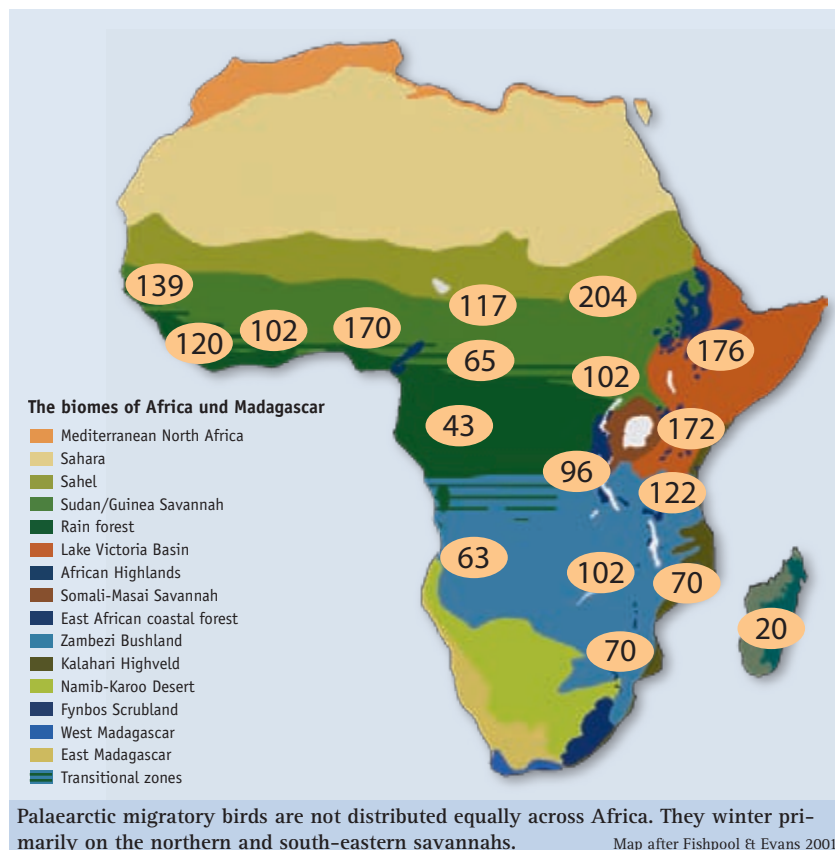 139
204
117
170
102
120
176
65
102
43
172
96
122
63
102
70
20
70
The biomes of Africa und Madagascar
Mediterranean North Africa
Sahara
Sahel
Sudan/Guinea Savannah
Rain forest
Lake Victoria Basin
African Highlands
Somali-Masai Savannah
East African coastal forest
Zambezi Bushland
Kalahari Highveld
Namib-Karoo Desert
Fynbos Scrubland
West Madagascar
East Madagascar
Transitional zones
Palaearctic migratory birds are not distributed equally across Africa. They winter pri-
marily on the northern and south-eastern savannahs. Map after Fishpool & Evans 2001